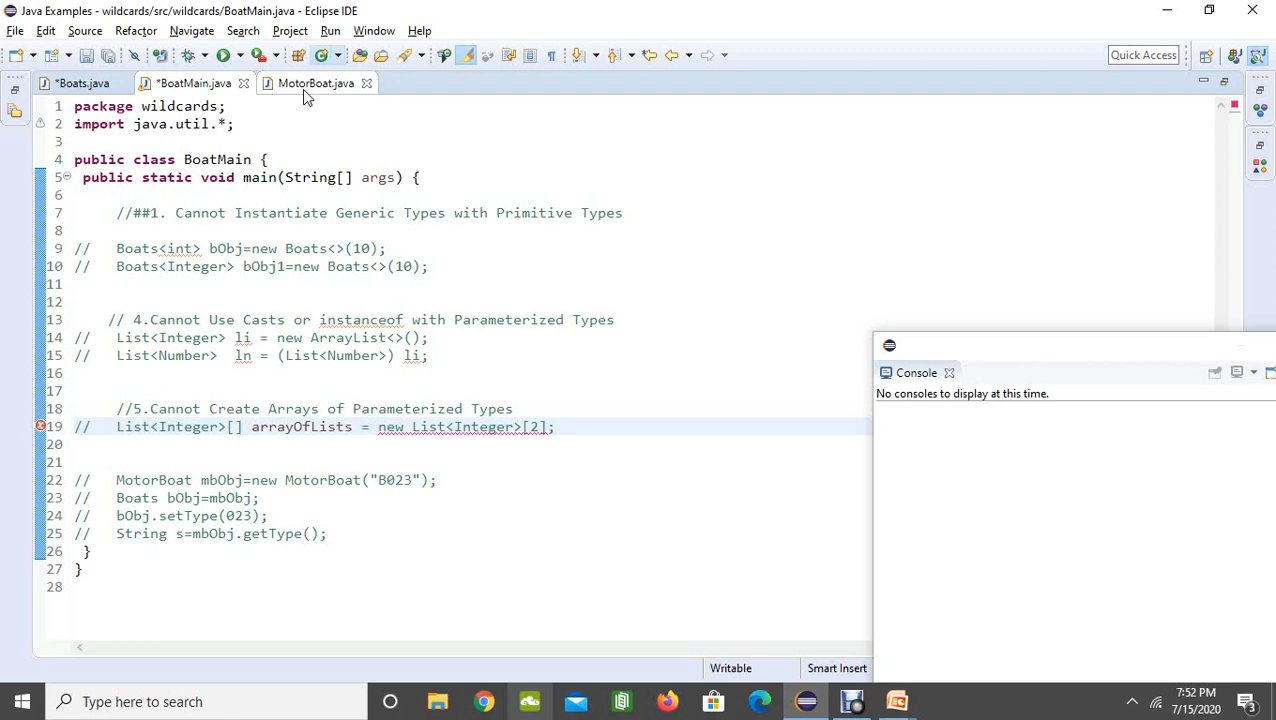 Java Examples - wildcards/src/wildcards/BoatMain.java - Eclipse IDE
File Edit Source Refactor Navigate Search Project Run Window Help
Quick Access
*Boats.java *BoatMain.java MotorBoat.java
1 package wildcards;
2 import java.util.*;
3
4 public class BoatMain {
5 public static void main(String[] args) {
6
7 //##1. Cannot Instantiate Generic Types with Primitive Types
8
9 // Boats<int> bObj=new Boats<>(10);
10 // Boats<Integer> bObj1=new Boats<>(10);
11
12
13 // 4.Cannot Use Casts or instanceof with Parameterized Types
14 // List<Integer> li = new ArrayList<>();
15 // List<Number> ln = (List<Number>) li;
16
17
18 //5.Cannot Create Arrays of Parameterized Types
19 // List<Integer>[] arrayOfLists = new List<Integer>[2];
20
21
22 // MotorBoat mbObj=new MotorBoat("B023");
23 // Boats bObj=mbObj;
24 // bObj.setType(023);
25 // String s=mbObj.getType();
26 }
27 }
28
Console
No consoles to display at this time.
Writable Smart Insert
Type here to search
7:52 PM
7/15/2020
3